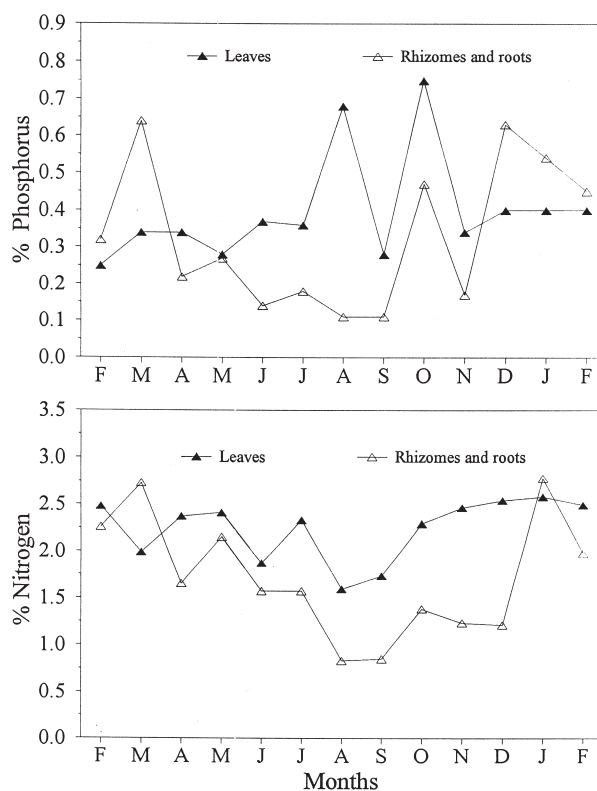 % Phosphorus
0.9
0.8
0.7
0.6
0.5
0.4
0.3
0.2
0.1
0.0
Leaves
Rhizomes and roots
F M A M J J A S O N D J F
% Nitrogen
3.5
3.0
2.5
2.0
1.5
1.0
0.5
0.0
Leaves
Rhizomes and roots
F M A M J J A S O N D J F
Months